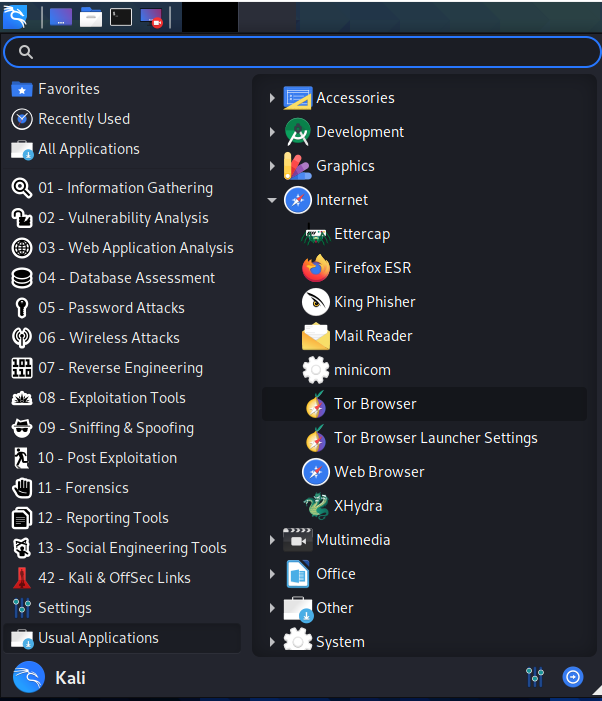 Favorites
Recently Used
All Applications
01 - Information Gathering
02 - Vulnerability Analysis
03 - Web Application Analysis
04 - Database Assessment
05 - Password Attacks
06 - Wireless Attacks
07 - Reverse Engineering
08 - Exploitation Tools
09 - Sniffing & Spoofing
10 - Post Exploitation
11 - Forensics
12 - Reporting Tools
13 - Social Engineering Tools
42 - Kali & OffSec Links
Settings
Usual Applications
Accessories
Development
Graphics
Internet
Ettercap
Firefox ESR
King Phisher
Mail Reader
minicom
Tor Browser
Tor Browser Launcher Settings
Web Browser
XHydra
Multimedia
Office
Other
System
Kali